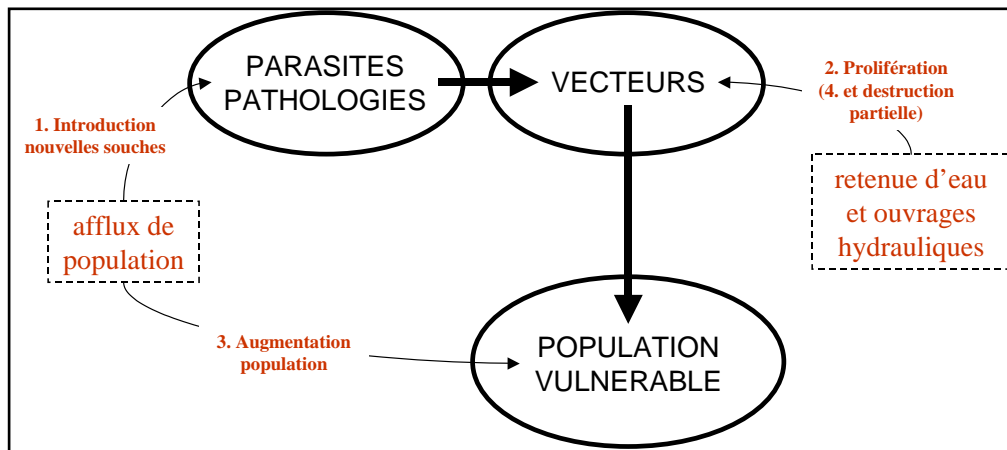 PARASITES
PATHOLOGIES
VECTEURS
2. Prolifération
(4. et destruction
partielle)
1. Introduction
nouvelles souches
retenue d’eau
et ouvrages
hydrauliques
afflux de
population
3. Augmentation
population
POPULATION
VULNERABLE